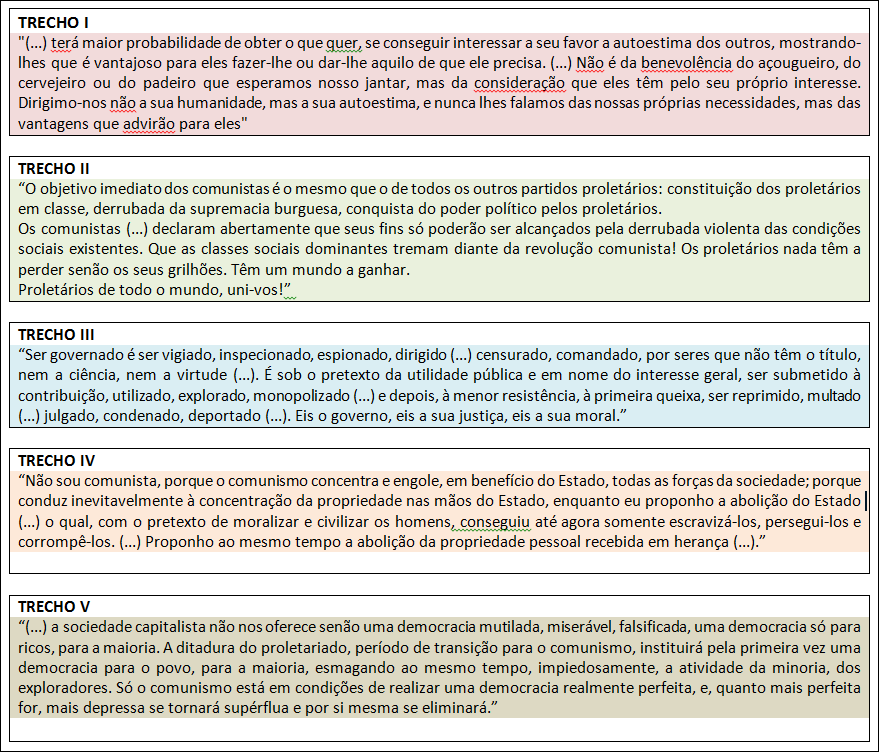 TRECHO I
"(...) terá maior probabilidade de obter o que quer, se conseguir interessar a seu favor a autoestima dos outros, mostrando-
lhes que é vantajoso para eles fazer-lhe ou dar-lhe aquilo de que ele precisa. (...) Não é da benevolência do açougueiro, do
cervejeiro ou do padeiro que esperamos nosso jantar, mas da consideração que eles têm pelo seu próprio interesse.
Dirigimo-nos não a sua humanidade, mas a sua autoestima, e nunca lhes falamos das nossas próprias necessidades, mas das
vantagens que advirão para eles"
TRECHO II
“O objetivo imediato dos comunistas é o mesmo que o de todos os outros partidos proletários: constituição dos proletários
em classe, derrubada da supremacia burguesa, conquista do poder político pelos proletários.
Os comunistas (...) declaram abertamente que seus fins só poderão ser alcançados pela derrubada violenta das condições
sociais existentes. Que as classes sociais dominantes tremam diante da revolução comunista! Os proletários nada têm a
perder senão os seus grilhões. Têm um mundo a ganhar.
Proletários de todo o mundo, uni-vos!”
TRECHO III
“Ser governado é ser vigiado, inspecionado, espionado, dirigido (...) censurado, comandado, por seres que não têm o título,
nem a ciência, nem a virtude (...). É sob o pretexto da utilidade pública e em nome do interesse geral, ser submetido à
contribuição, utilizado, explorado, monopolizado (...) e depois, à menor resistência, à primeira queixa, ser reprimido, multado
(...) julgado, condenado, deportado (...). Eis o governo, eis a sua justiça, eis a sua moral.”
TRECHO IV
“Não sou comunista, porque o comunismo concentra e engole, em benefício do Estado, todas as forças da sociedade; porque
conduz inevitavelmente à concentração da propriedade nas mãos do Estado, enquanto eu proponho a abolição do Estado
(...) o qual, com o pretexto de moralizar e civilizar os homens, conseguiu até agora somente escravizá-los, persegui-los e
corrompê-los. (...) Proponho ao mesmo tempo a abolição da propriedade pessoal recebida em herança (...).”
TRECHO V
“(...) a sociedade capitalista não nos oferece senão uma democracia mutilada, miserável, falsificada, uma democracia só para
ricos, para a maioria. A ditadura do proletariado, período de transição para o comunismo, instituirá pela primeira vez uma
democracia para o povo, para a maioria, esmagando ao mesmo tempo, impiedosamente, a atividade da minoria, dos
exploradores. Só o comunismo está em condições de realizar uma democracia realmente perfeita, e, quanto mais perfeita
for, mais depressa se tornará supérflua e por si mesma se eliminará.”